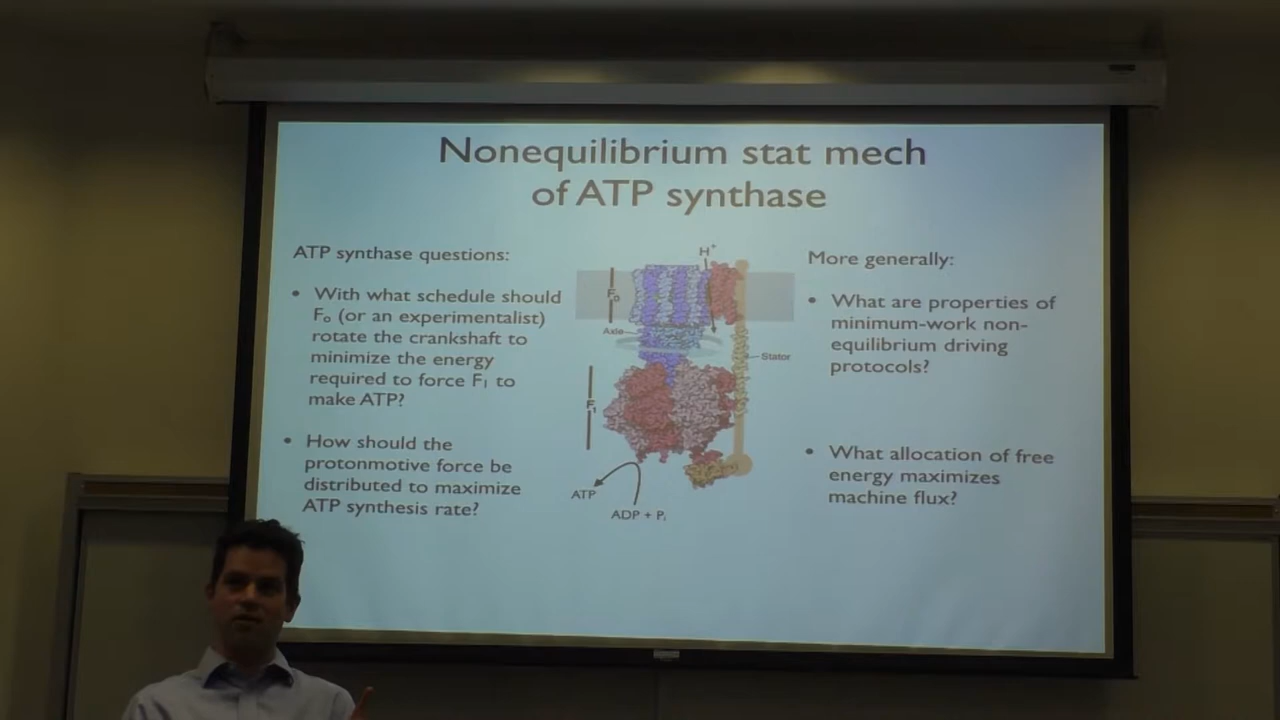 Nonequilibrium stat mech
of ATP synthase
ATP synthase questions:
• With what schedule should
Fₒ (or an experimentalist)
rotate the crankshaft to
minimize the energy
required to force F₁ to
make ATP?
• How should the
protonmotive force be
distributed to maximize
ATP synthesis rate?
H⁺
Fₒ
Axle
Stator
F₁
ATP
ADP + Pᵢ
More generally:
• What are properties of
minimum-work non-
equilibrium driving
protocols?
• What allocation of free
energy maximizes
machine flux?